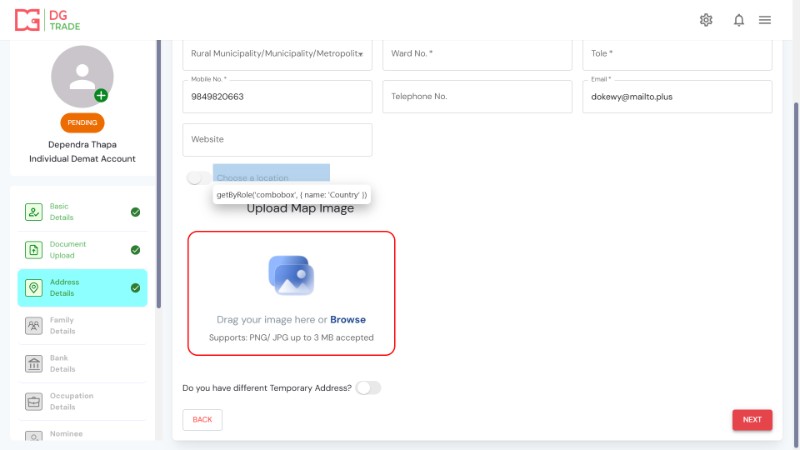 DG
TRADE
PENDING
Dependra Thapa
Individual Demat Account
Basic
Details
Document
Upload
Address
Details
Family
Details
Bank
Details
Occupation
Details
Nominee
Rural Municipality/Municipality/Metropolit
Ward No. *
Tole *
Mobile No. *
9849820663
Telephone No.
Email *
dokewy@mailto.plus
Website
Choose a location
getByRole('combobox', { name: 'Country' })
Upload Map Image
Drag your image here or Browse
Supports: PNG/ JPG up to 3 MB accepted
Do you have different Temporary Address?
BACK
NEXT